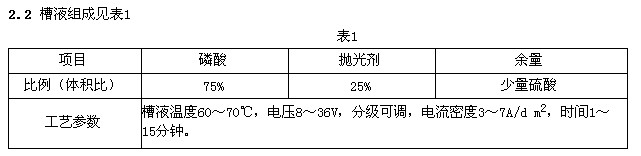 2.2 槽液组成见表1
表1
项目 磷酸 抛光剂 余量
比例（体积比） 75% 25% 少量硫酸
工艺参数 槽液温度60～70℃，电压8～36V，分级可调，电流密度3～7A/d m²，时间1～
15分钟。